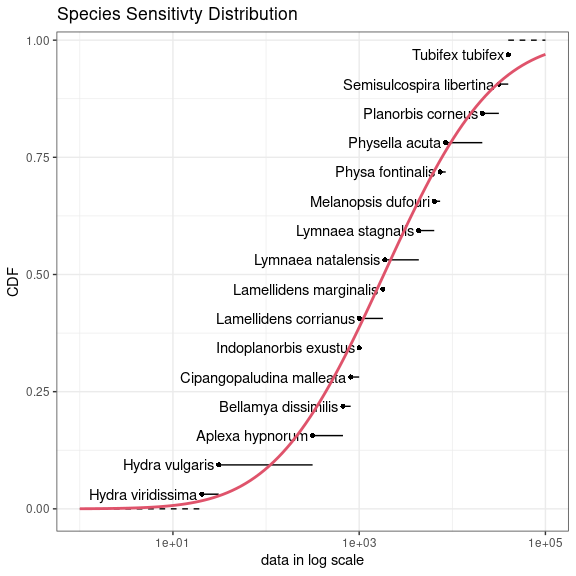 Species Sensitivty Distribution
1.00
Tubifex tubifex
Semisulcospira libertina
Planorbis corneus
0.75
Physella acuta
Physa fontinalis
Melanopsis dufouri
Lymnaea stagnalis
CDF
0.50
Lymnaea natalensis
Lamellidens marginalis
Lamellidens corrianus
Indoplanorbis exustus
0.25
Cipangopaludina malleata
Bellamya dissimilis
Aplexa hypnorum
Hydra vulgaris
Hydra viridissima
0.00
1e+01 1e+03 1e+05
data in log scale